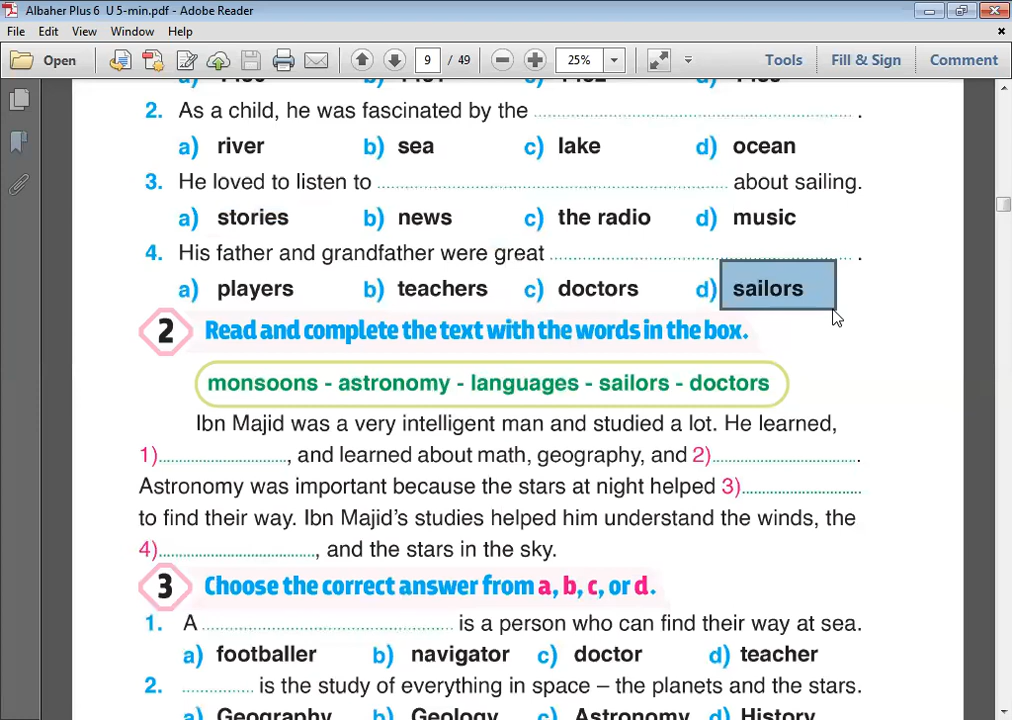 Albaher Plus 6 U 5-min.pdf - Adobe Reader
File Edit View Window Help
Open 9 / 49 25% Tools Fill & Sign Comment
2. As a child, he was fascinated by the .
a) river b) sea c) lake d) ocean
3. He loved to listen to about sailing.
a) stories b) news c) the radio d) music
4. His father and grandfather were great .
a) players b) teachers c) doctors d) sailors
2 Read and complete the text with the words in the box.
monsoons - astronomy - languages - sailors - doctors
Ibn Majid was a very intelligent man and studied a lot. He learned,
1) , and learned about math, geography, and 2) .
Astronomy was important because the stars at night helped 3)
to find their way. Ibn Majid's studies helped him understand the winds, the
4) , and the stars in the sky.
3 Choose the correct answer from a, b, c, or d.
1. A is a person who can find their way at sea.
a) footballer b) navigator c) doctor d) teacher
2. is the study of everything in space – the planets and the stars.
a) Geography b) Geology c) Astronomy d) History